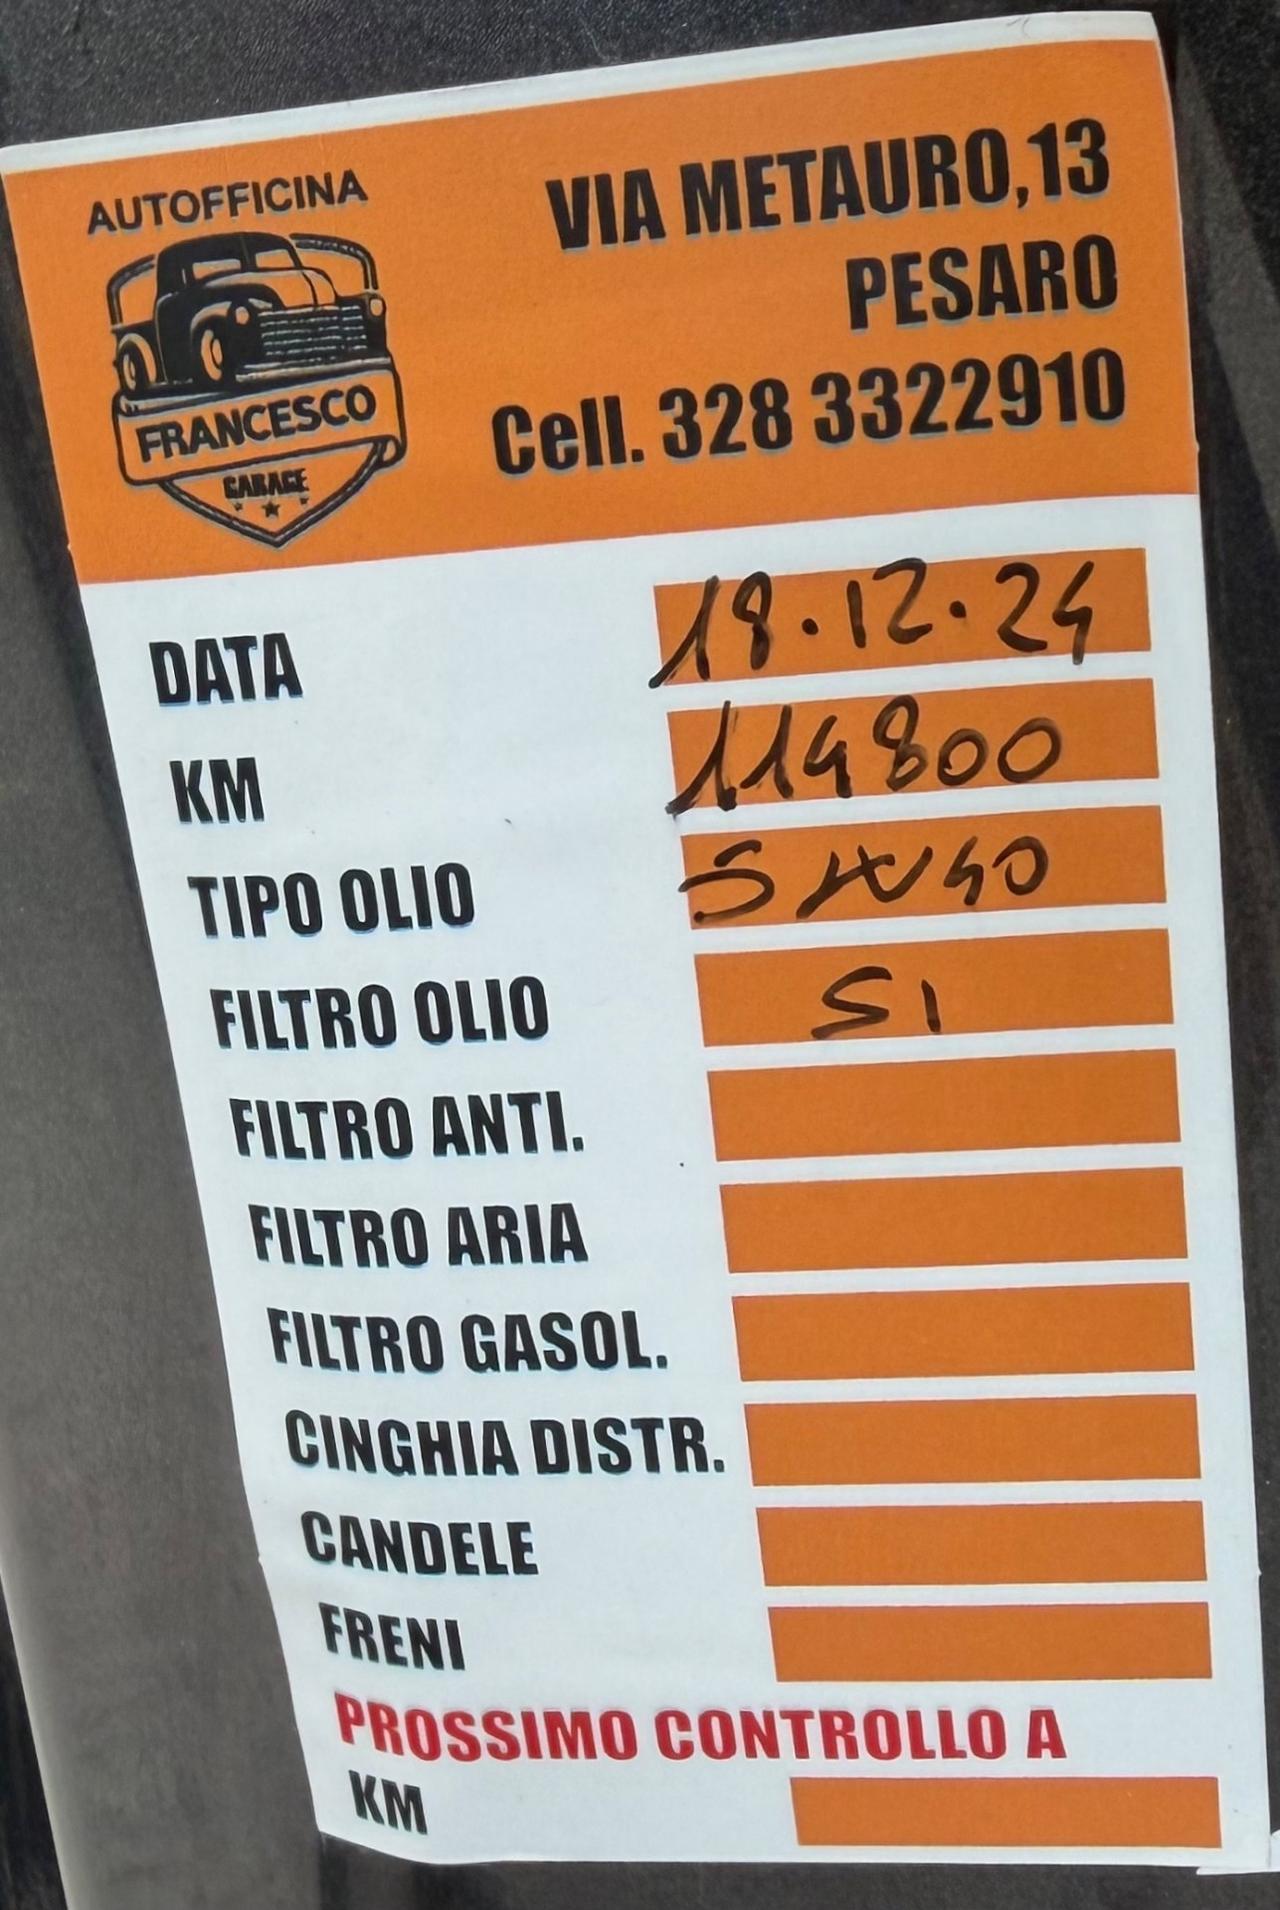 AUTOFFICINA
FRANCESCO
GARAGE
VIA METAURO, 13
PESARO
Cell. 328 3322910
DATA 18.12.24
KM 114800
TIPO OLIO 5W40
FILTRO OLIO SI
FILTRO ANTI.
FILTRO ARIA
FILTRO GASOL.
CINGHIA DISTR.
CANDELE
FRENI
PROSSIMO CONTROLLO A
KM